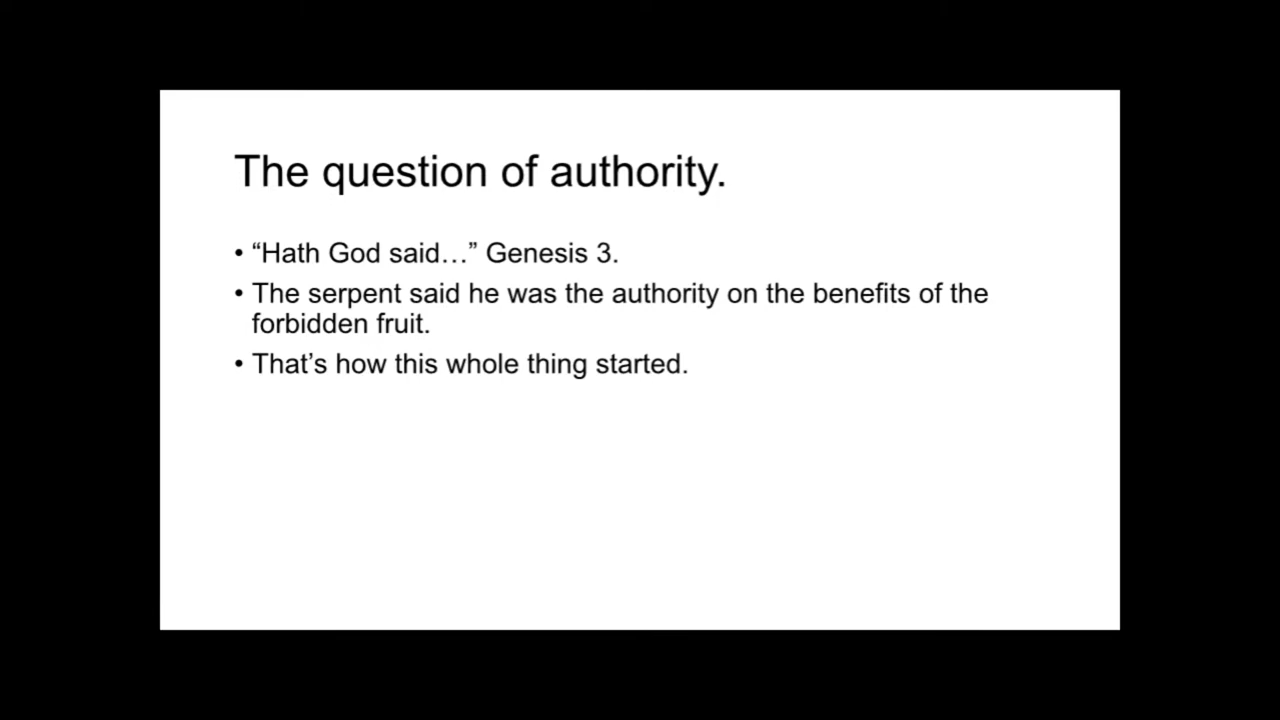 The question of authority.
• “Hath God said…” Genesis 3.
• The serpent said he was the authority on the benefits of the
forbidden fruit.
• That’s how this whole thing started.